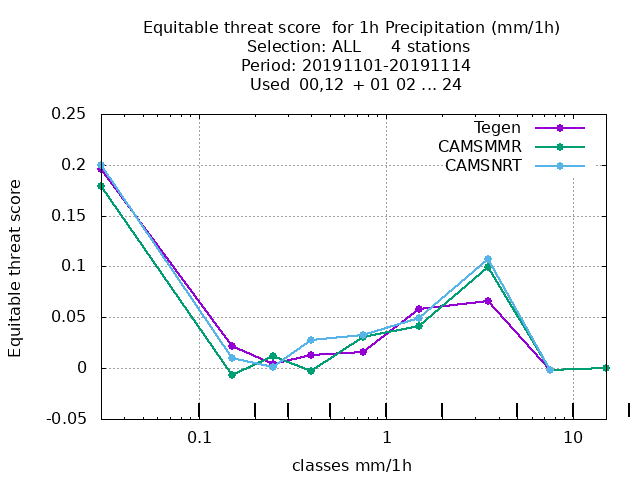 Equitable threat score  for 1h Precipitation (mm/1h)
Selection: ALL      4 stations
Period: 20191101-20191114
Used  00,12  + 01 02 ... 24
Tegen
CAMSMMR
CAMSNRT
0.25
0.2
0.15
0.1
0.05
0
-0.05
Equitable threat score
0.1 1 10
classes mm/1h